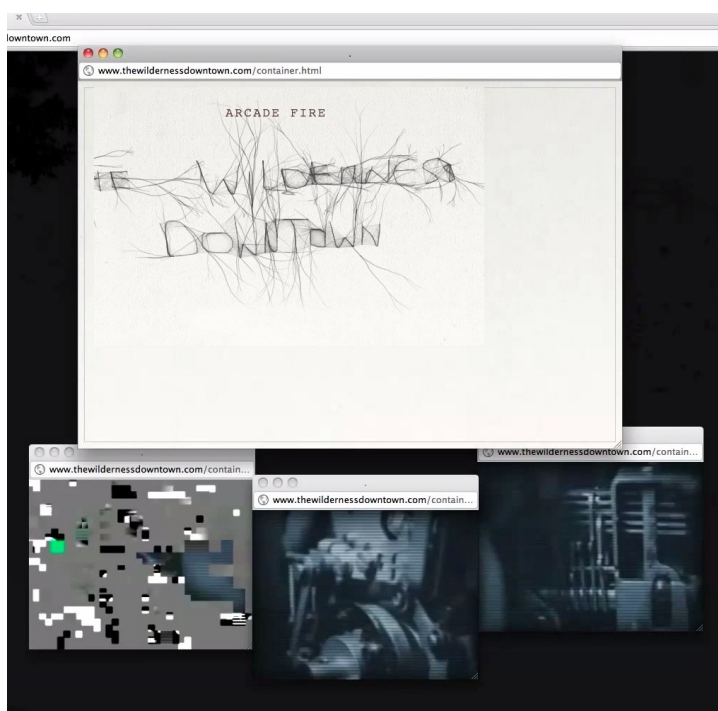 lowntown.com
www.thewildernessdowntown.com/container.html
ARCADE FIRE
HE WILDERNESS
DOWNTOWN
www.thewildernessdowntown.com/contain...
www.thewildernessdowntown.com/contain...
www.thewildernessdowntown.com/contain...